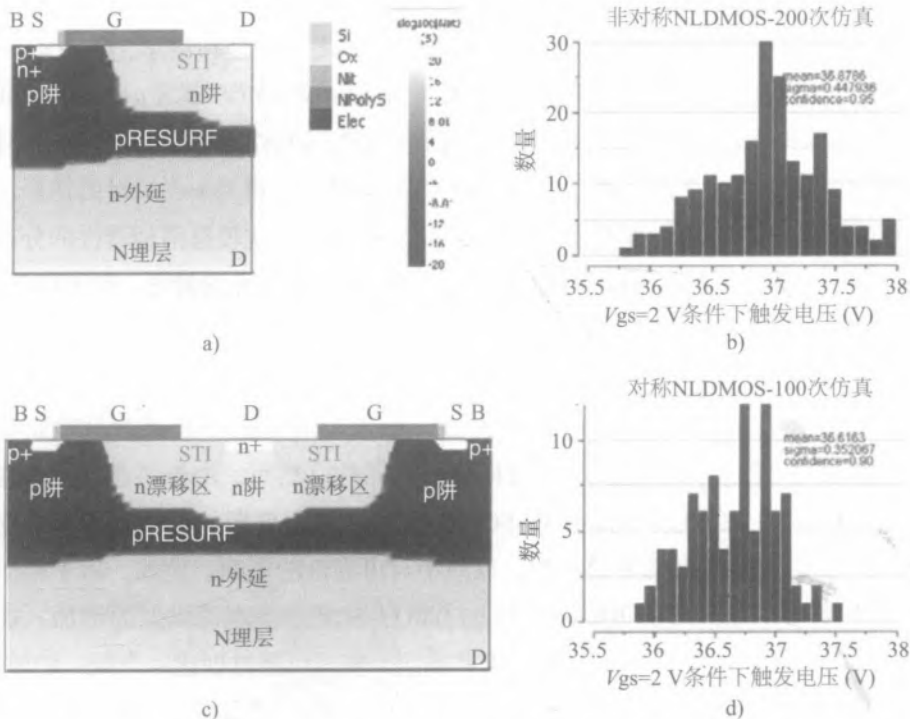 B S G D
p+
n+
p阱
STI
n阱
pRESURF
n-外延
N埋层
D
Si
Ox
Nit
NPoly5
Elec
20
16
12
4
0
-12
-16
-20
a)
非对称NLDMOS-200次仿真
mean=36.8786
sigma=0.447936
confidence=0.95
数量
30
20
10
0
35.5 36 36.5 37 37.5 38
Vgs=2 V条件下触发电压 (V)
b)
B S G D G S B
p+
STI
n+
STI
p+
p阱
n漂移区
n阱
n漂移区
p阱
pRESURF
n-外延
N埋层
D
c)
对称NLDMOS-100次仿真
mean=36.6163
sigma=0.352067
confidence=0.90
数量
10
5
0
35.5 36 36.5 37 37.5 38
Vgs=2 V条件下触发电压 (V)
d)